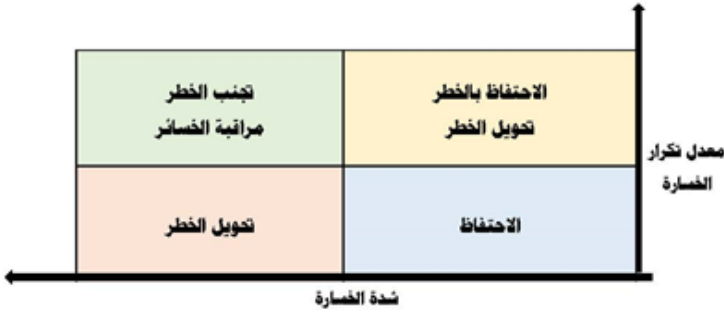 الاحتفاظ بالخطر
تحويل الخطر
تجنب الخطر
مراقبة الخسائر
معدل تكرار
الخسارة
الاحتفاظ
تحويل الخطر
شدة الخسارة